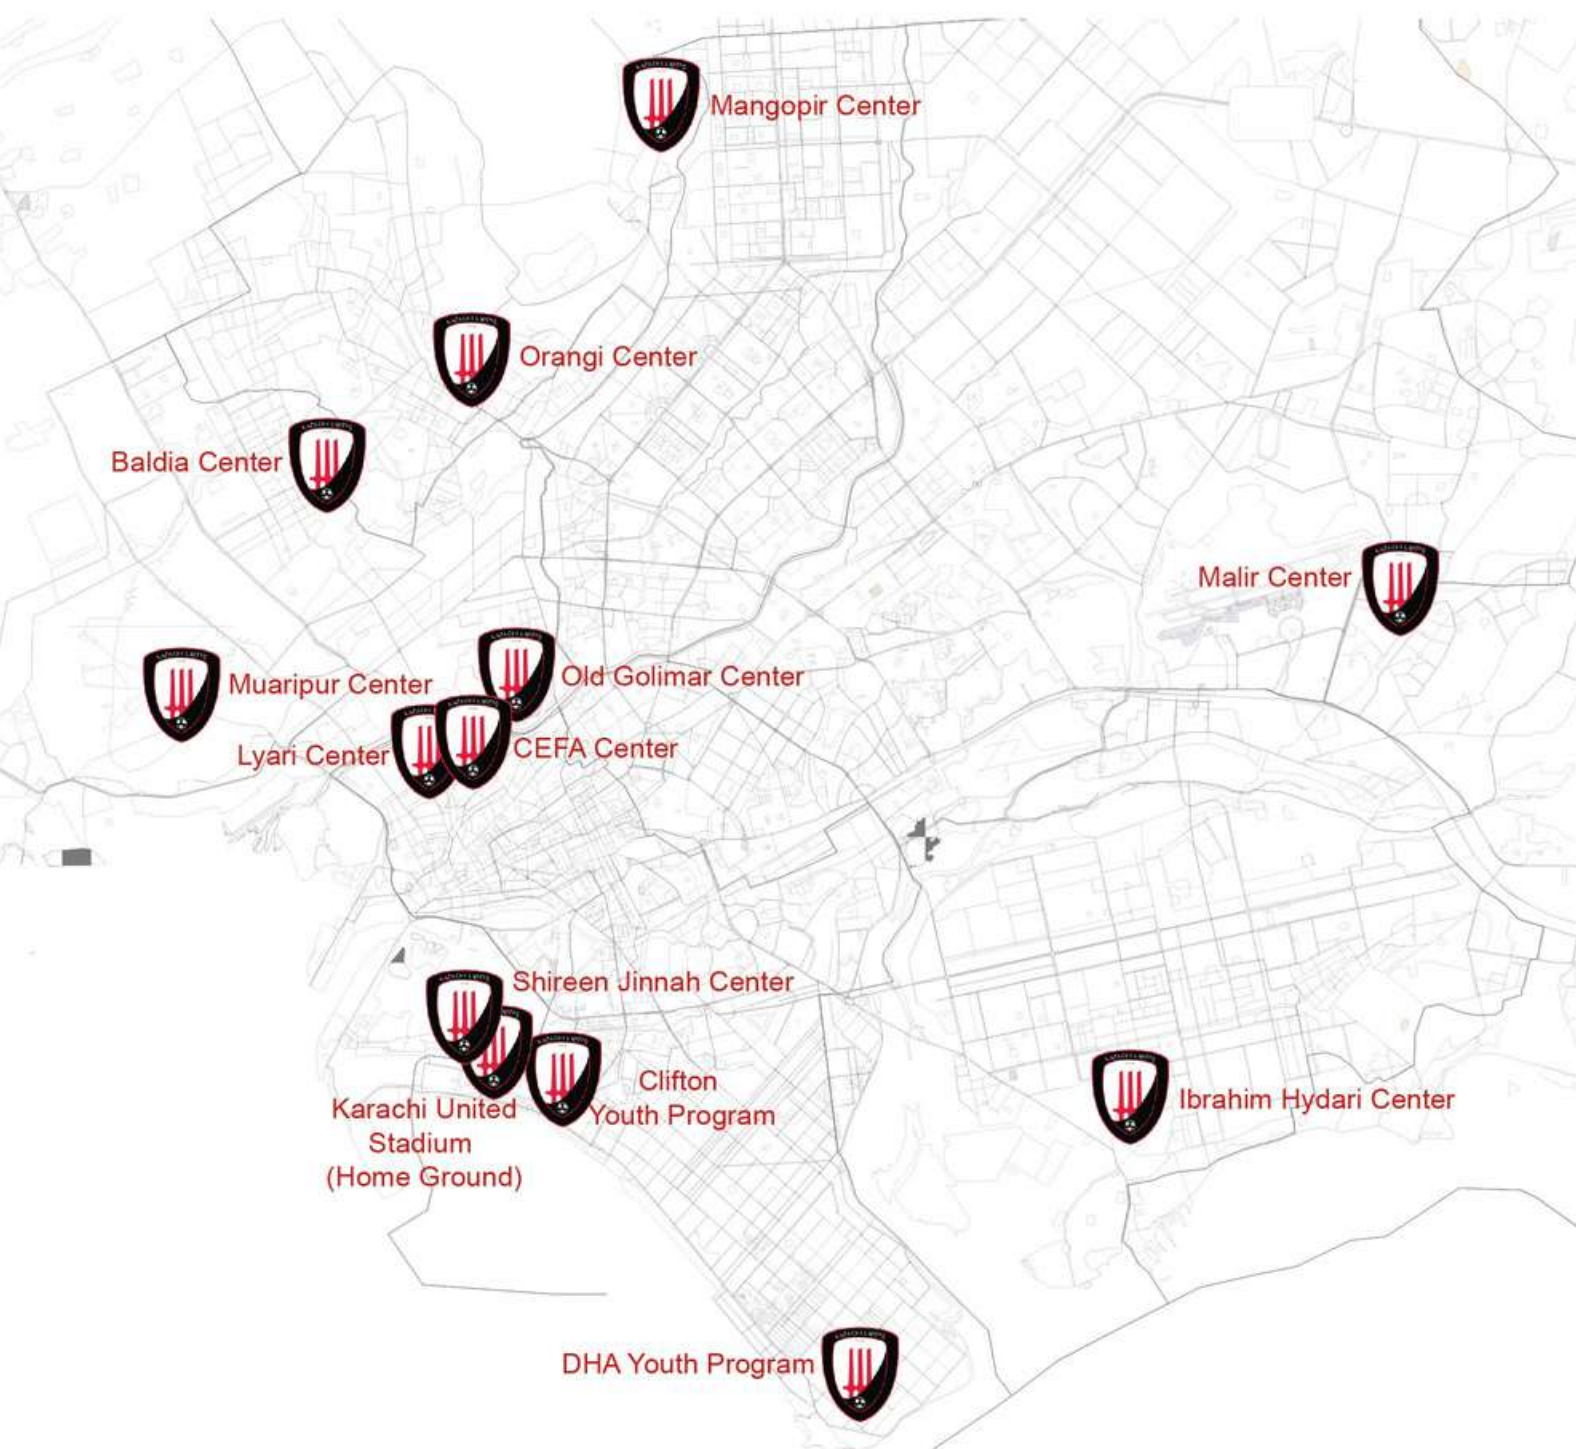 Mangopir Center
Orangi Center
Baldia Center
Malir Center
Old Golimar Center
Muaripur Center
CEFA Center
Lyari Center
Shireen Jinnah Center
Clifton
Youth Program
Karachi United
Stadium
(Home Ground)
Ibrahim Hydari Center
DHA Youth Program